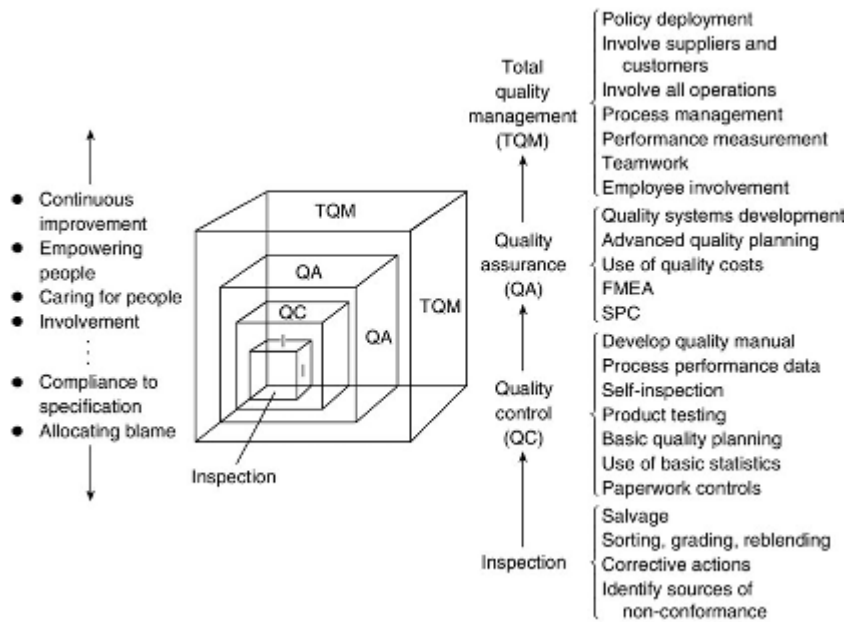 ● Continuous
improvement
● Empowering
people
● Caring for people
● Involvement
● Compliance to
specification
● Allocating blame
TQM
QA
QC
I
I
QA
TQM
Inspection
Total
quality
management
(TQM)
Quality
assurance
(QA)
Quality
control
(QC)
Inspection
Policy deployment
Involve suppliers and
customers
Involve all operations
Process management
Performance measurement
Teamwork
Employee involvement
Quality systems development
Advanced quality planning
Use of quality costs
FMEA
SPC
Develop quality manual
Process performance data
Self-inspection
Product testing
Basic quality planning
Use of basic statistics
Paperwork controls
Salvage
Sorting, grading, reblending
Corrective actions
Identify sources of
non-conformance